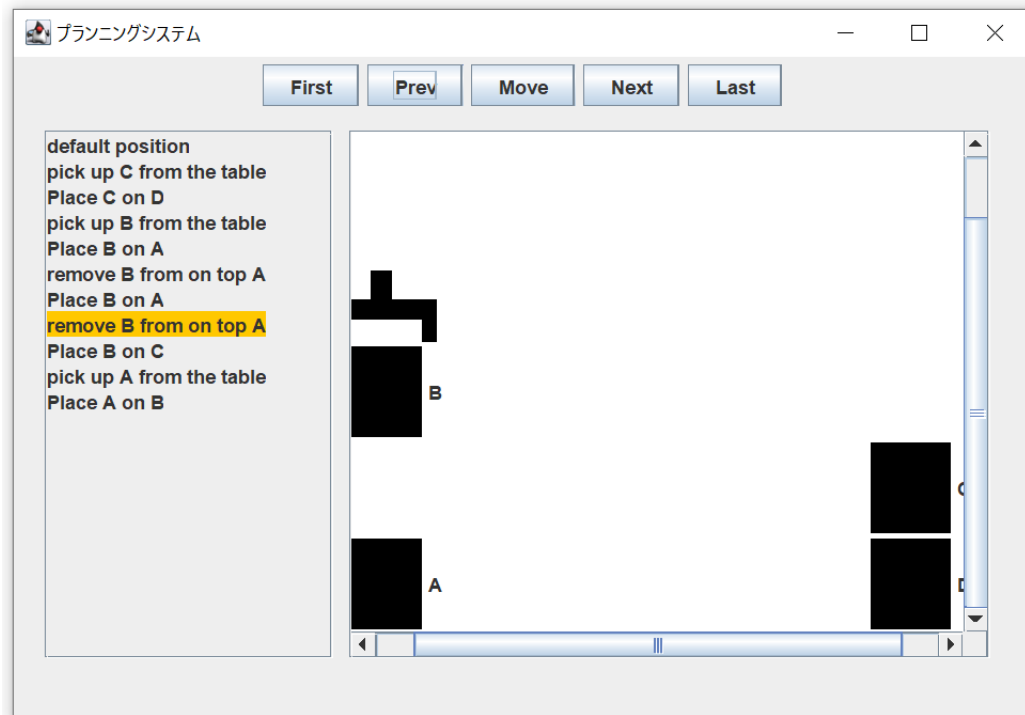 プランニングシステム
First Prev Move Next Last
default position
pick up C from the table
Place C on D
pick up B from the table
Place B on A
remove B from on top A
Place B on A
remove B from on top A
Place B on C
pick up A from the table
Place A on B
B
A